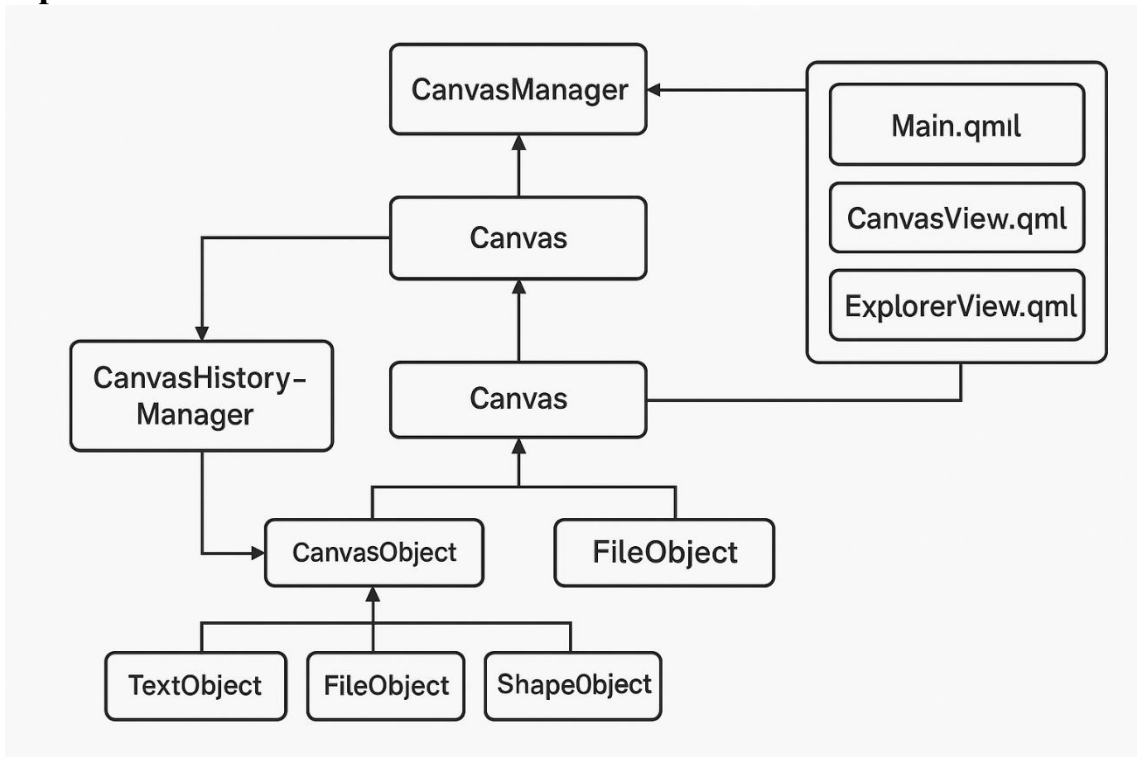 CanvasManager
Main.qmıl
Canvas
CanvasView.qml
ExplorerView.qml
CanvasHistory-
Manager
Canvas
CanvasObject
FileObject
TextObject
FileObject
ShapeObject